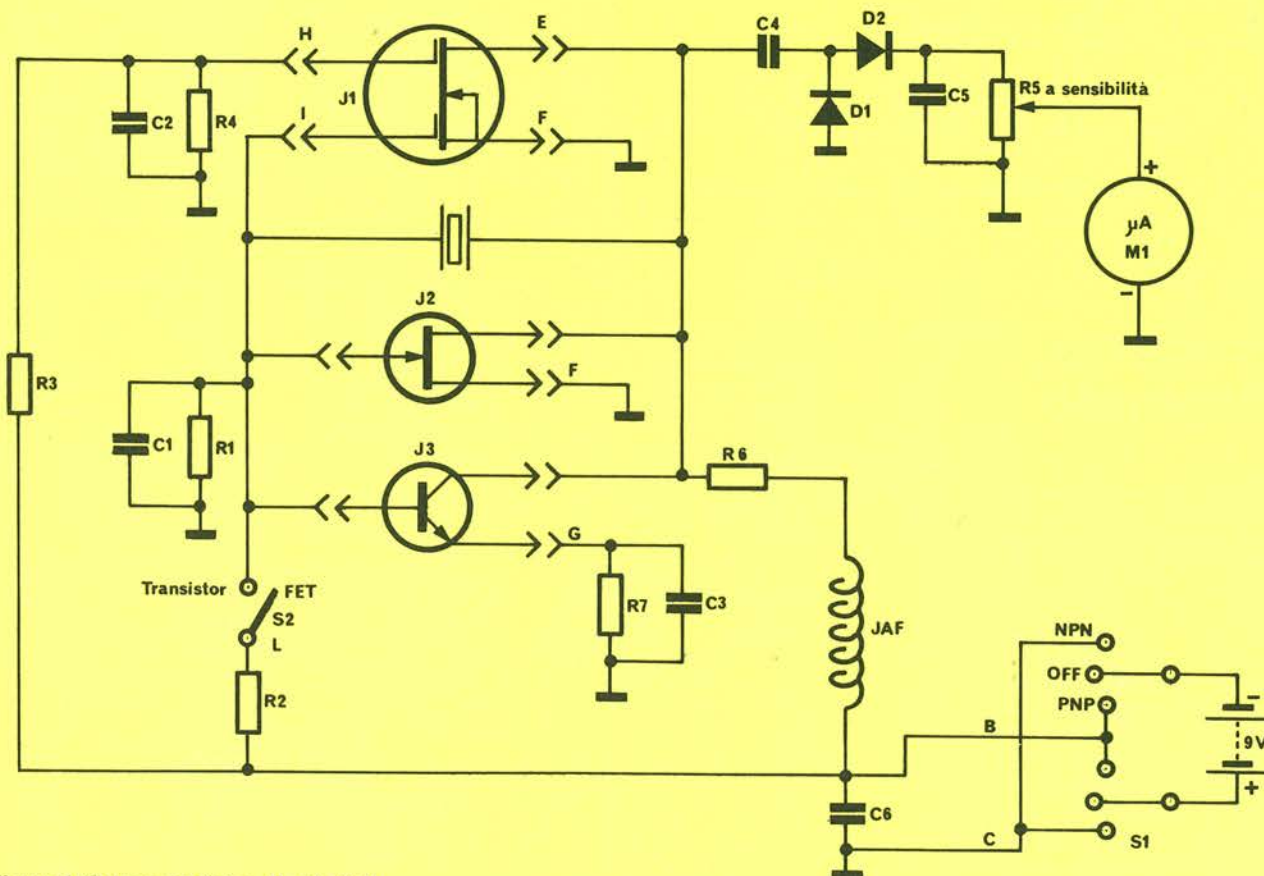 H
E
C4
D2
J1
C2
R4
I
F
D1
C5
R5 a sensibilità
+
µA
M1
-
J2
F
R3
C1
R1
J3
R6
G
Transistor
FET
S2
L
R2
R7
C3
JAF
NPN
OFF
PNP
-
9V
+
B
C6
C
S1